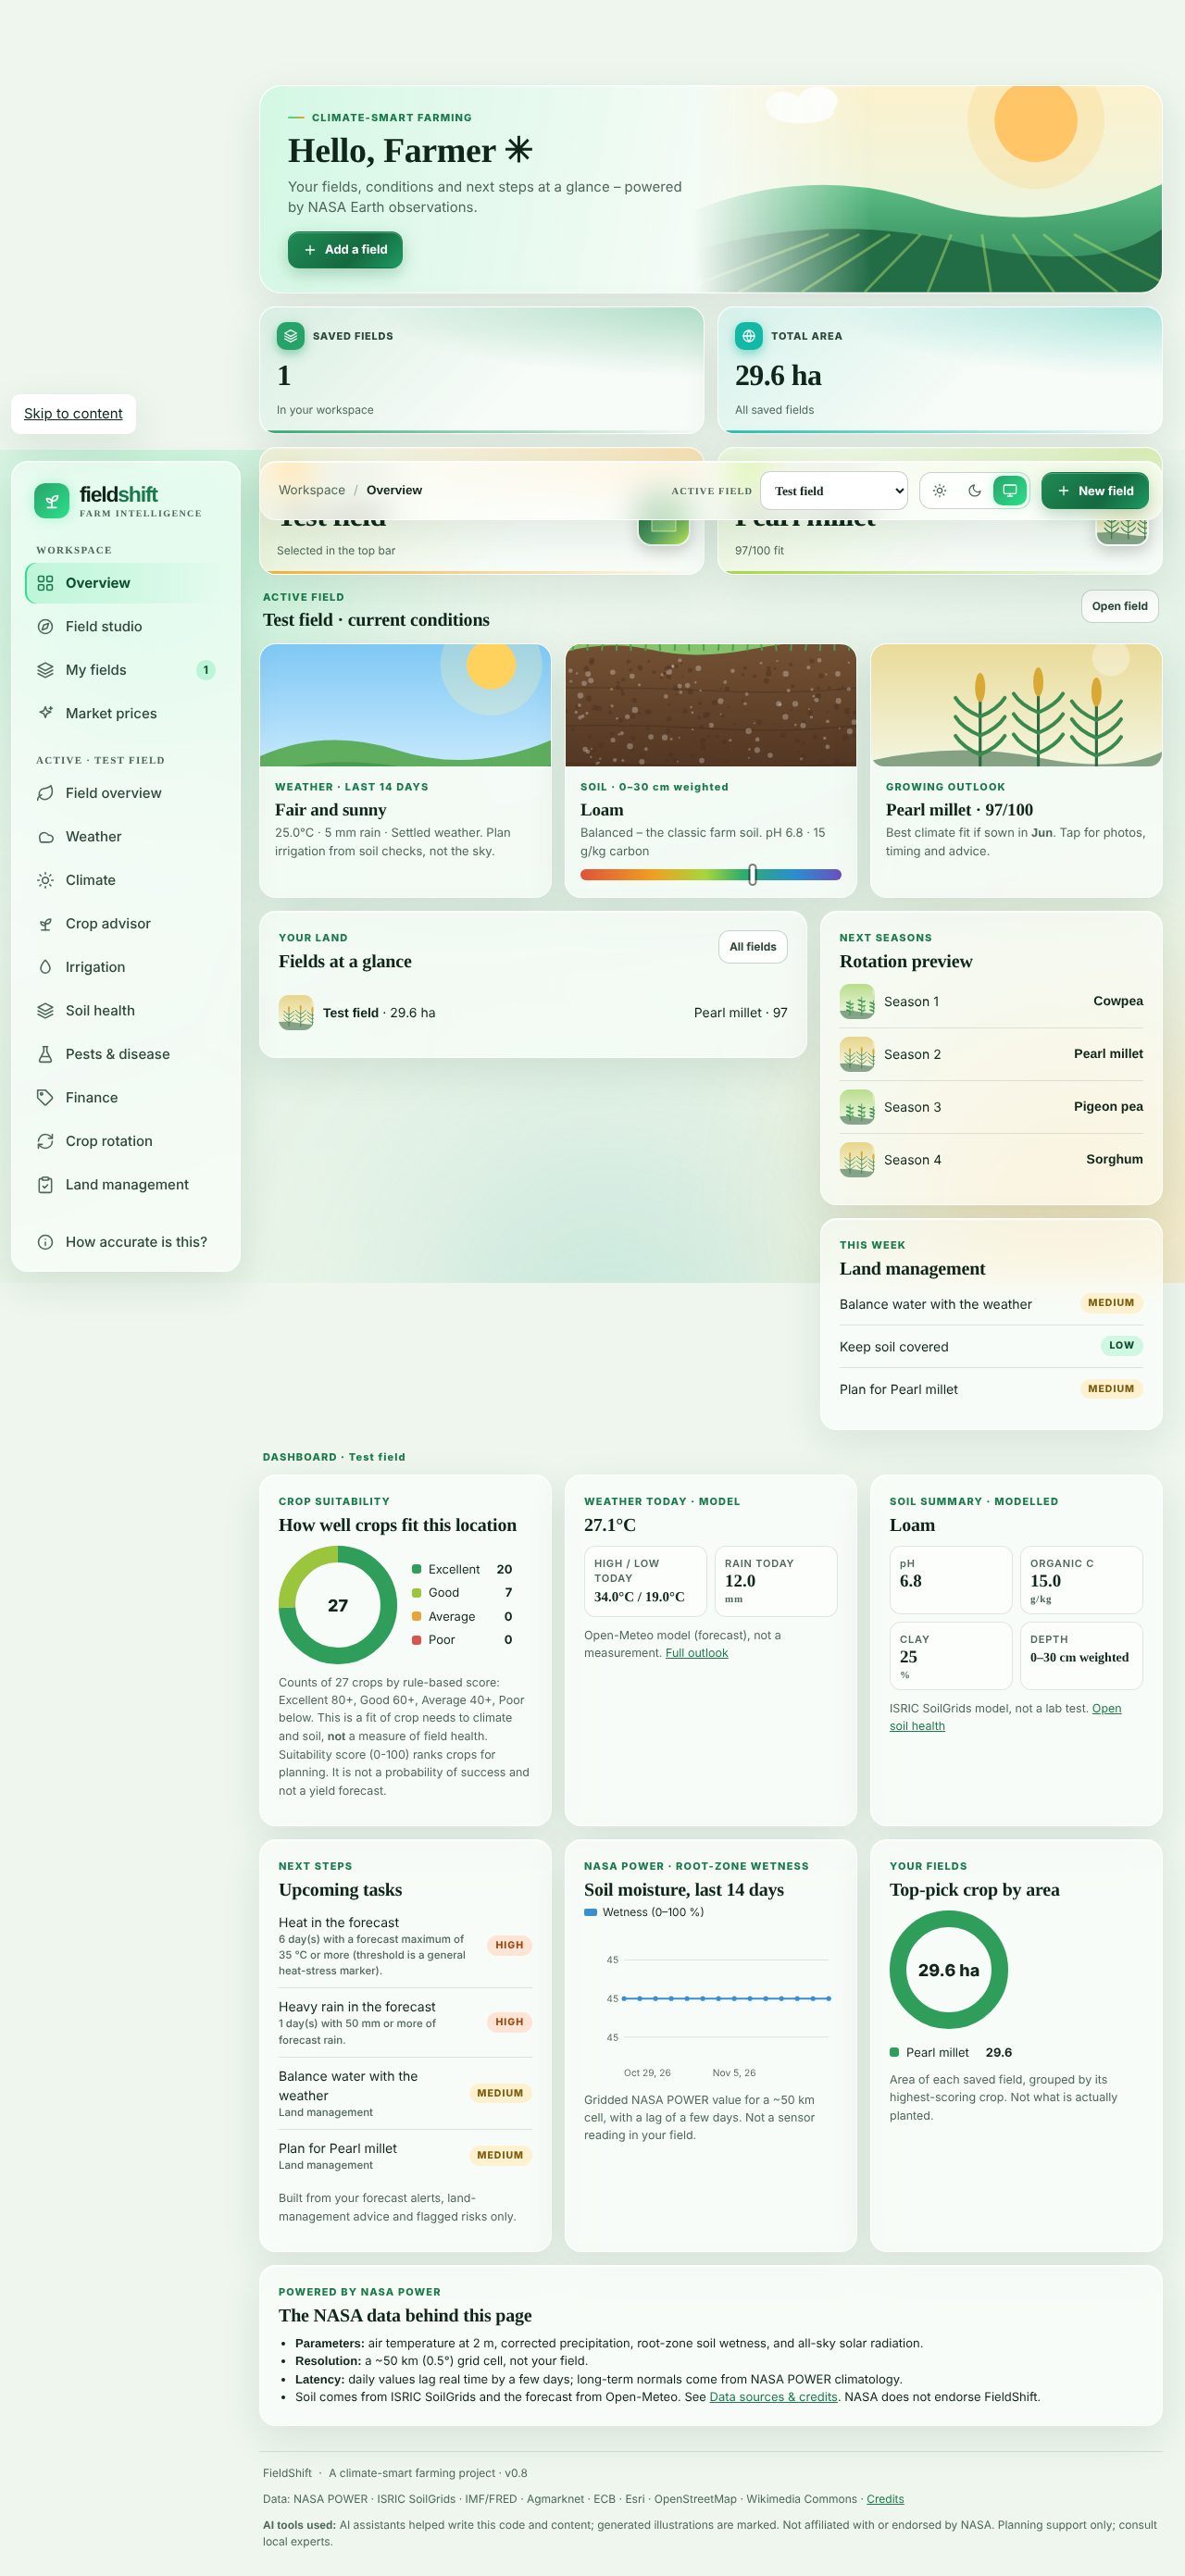 CLIMATE-SMART FARMING
Hello, Farmer ☀
Your fields, conditions and next steps at a glance – powered
by NASA Earth observations.
Add a field
SAVED FIELDS
1
In your workspace
TOTAL AREA
29.6 ha
All saved fields
Skip to content
fieldshift
FARM INTELLIGENCE
WORKSPACE
Overview
Field studio
My fields 1
Market prices
ACTIVE · TEST FIELD
Field overview
Weather
Climate
Crop advisor
Irrigation
Soil health
Pests & disease
Finance
Crop rotation
Land management
How accurate is this?
Workspace / Overview
ACTIVE FIELD
Test field
New field
Test field
Selected in the top bar
Pearl millet
97/100 fit
ACTIVE FIELD
Test field · current conditions
Open field
WEATHER · LAST 14 DAYS
Fair and sunny
25.0°C · 5 mm rain · Settled weather. Plan
irrigation from soil checks, not the sky.
SOIL · 0–30 cm weighted
Loam
Balanced – the classic farm soil. pH 6.8 · 15
g/kg carbon
GROWING OUTLOOK
Pearl millet · 97/100
Best climate fit if sown in Jun. Tap for photos,
timing and advice.
YOUR LAND
Fields at a glance
All fields
Test field · 29.6 ha
Pearl millet · 97
NEXT SEASONS
Rotation preview
Season 1 Cowpea
Season 2 Pearl millet
Season 3 Pigeon pea
Season 4 Sorghum
THIS WEEK
Land management
Balance water with the weather MEDIUM
Keep soil covered LOW
Plan for Pearl millet MEDIUM
DASHBOARD · Test field
CROP SUITABILITY
How well crops fit this location
27
Excellent 20
Good 7
Average 0
Poor 0
Counts of 27 crops by rule-based score:
Excellent 80+, Good 60+, Average 40+, Poor
below. This is a fit of crop needs to climate
and soil, not a measure of field health.
Suitability score (0-100) ranks crops for
planning. It is not a probability of success and
not a yield forecast.
WEATHER TODAY · MODEL
27.1°C
HIGH / LOW
TODAY
34.0°C / 19.0°C
RAIN TODAY
12.0
mm
Open-Meteo model (forecast), not a
measurement. Full outlook
SOIL SUMMARY · MODELLED
Loam
pH
6.8
ORGANIC C
15.0
g/kg
CLAY
25
%
DEPTH
0–30 cm weighted
ISRIC SoilGrids model, not a lab test. Open
soil health
NEXT STEPS
Upcoming tasks
Heat in the forecast
6 day(s) with a forecast maximum of
35 °C or more (threshold is a general
heat-stress marker).
HIGH
Heavy rain in the forecast
1 day(s) with 50 mm or more of
forecast rain.
HIGH
Balance water with the
weather
Land management
MEDIUM
Plan for Pearl millet
Land management
MEDIUM
Built from your forecast alerts, land-
management advice and flagged risks only.
NASA POWER · ROOT-ZONE WETNESS
Soil moisture, last 14 days
Wetness (0–100 %)
45
45
45
Oct 29, 26 Nov 5, 26
Gridded NASA POWER value for a ~50 km
cell, with a lag of a few days. Not a sensor
reading in your field.
YOUR FIELDS
Top-pick crop by area
29.6 ha
Pearl millet 29.6
Area of each saved field, grouped by its
highest-scoring crop. Not what is actually
planted.
POWERED BY NASA POWER
The NASA data behind this page
• Parameters: air temperature at 2 m, corrected precipitation, root-zone soil wetness, and all-sky solar radiation.
• Resolution: a ~50 km (0.5°) grid cell, not your field.
• Latency: daily values lag real time by a few days; long-term normals come from NASA POWER climatology.
• Soil comes from ISRIC SoilGrids and the forecast from Open-Meteo. See Data sources & credits. NASA does not endorse FieldShift.
FieldShift · A climate-smart farming project · v0.8
Data: NASA POWER · ISRIC SoilGrids · IMF/FRED · Agmarknet · ECB · Esri · OpenStreetMap · Wikimedia Commons · Credits
AI tools used: AI assistants helped write this code and content; generated illustrations are marked. Not affiliated with or endorsed by NASA. Planning support only; consult
local experts.